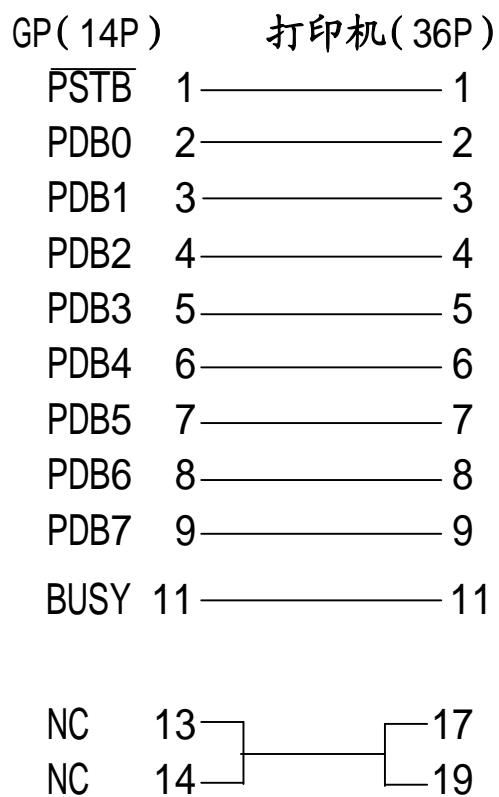 GP(14P) 打印机(36P)
PSTB 1 1
PDB0 2 2
PDB1 3 3
PDB2 4 4
PDB3 5 5
PDB4 6 6
PDB5 7 7
PDB6 8 8
PDB7 9 9
BUSY 11 11
NC 13 17
NC 14 19